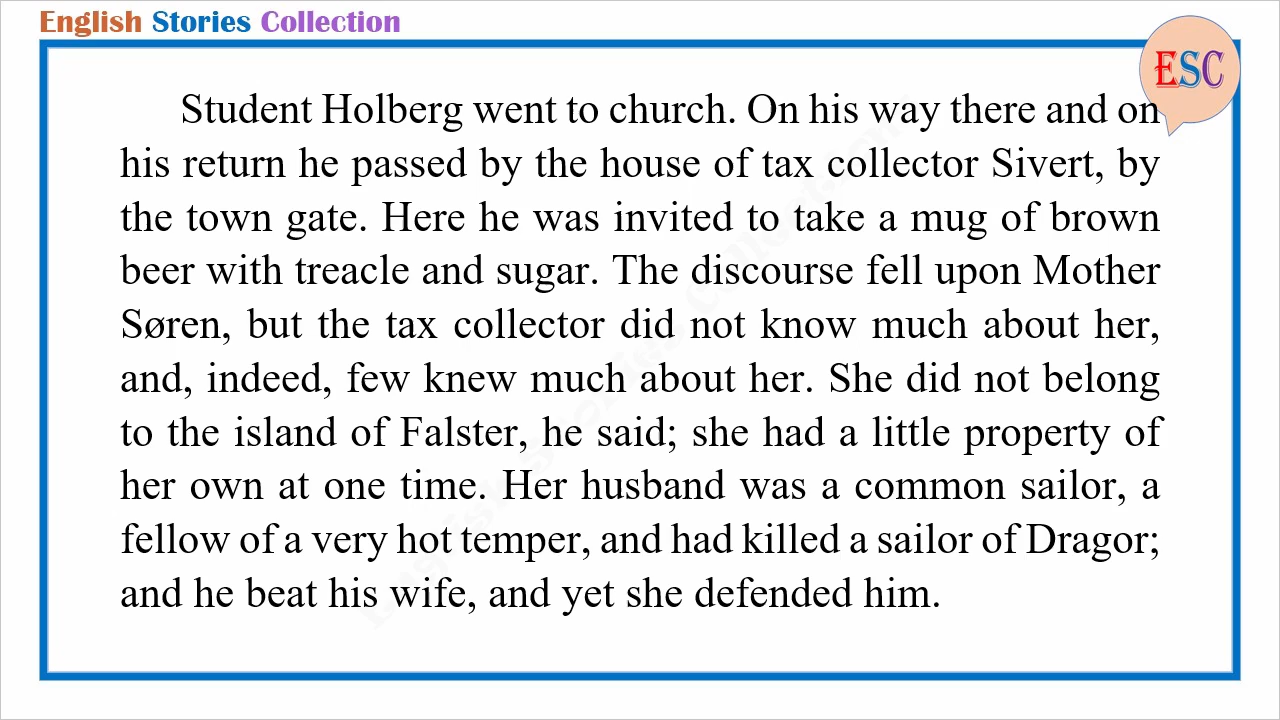 English Stories Collection
ESC
Student Holberg went to church. On his way there and on
his return he passed by the house of tax collector Sivert, by
the town gate. Here he was invited to take a mug of brown
beer with treacle and sugar. The discourse fell upon Mother
Søren, but the tax collector did not know much about her,
and, indeed, few knew much about her. She did not belong
to the island of Falster, he said; she had a little property of
her own at one time. Her husband was a common sailor, a
fellow of a very hot temper, and had killed a sailor of Dragor;
and he beat his wife, and yet she defended him.
English Stories Collection